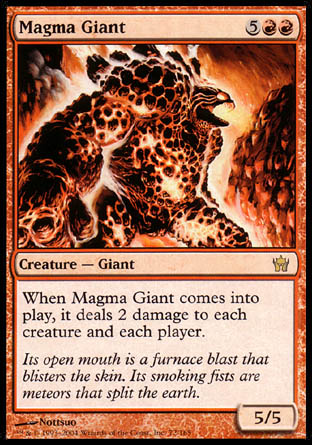 Magma Giant 5
Creature — Giant
When Magma Giant comes into
play, it deals 2 damage to each
creature and each player.
Its open mouth is a furnace blast that
blisters the skin. Its smoking fists are
meteors that split the earth.
Nottsuo
5/5